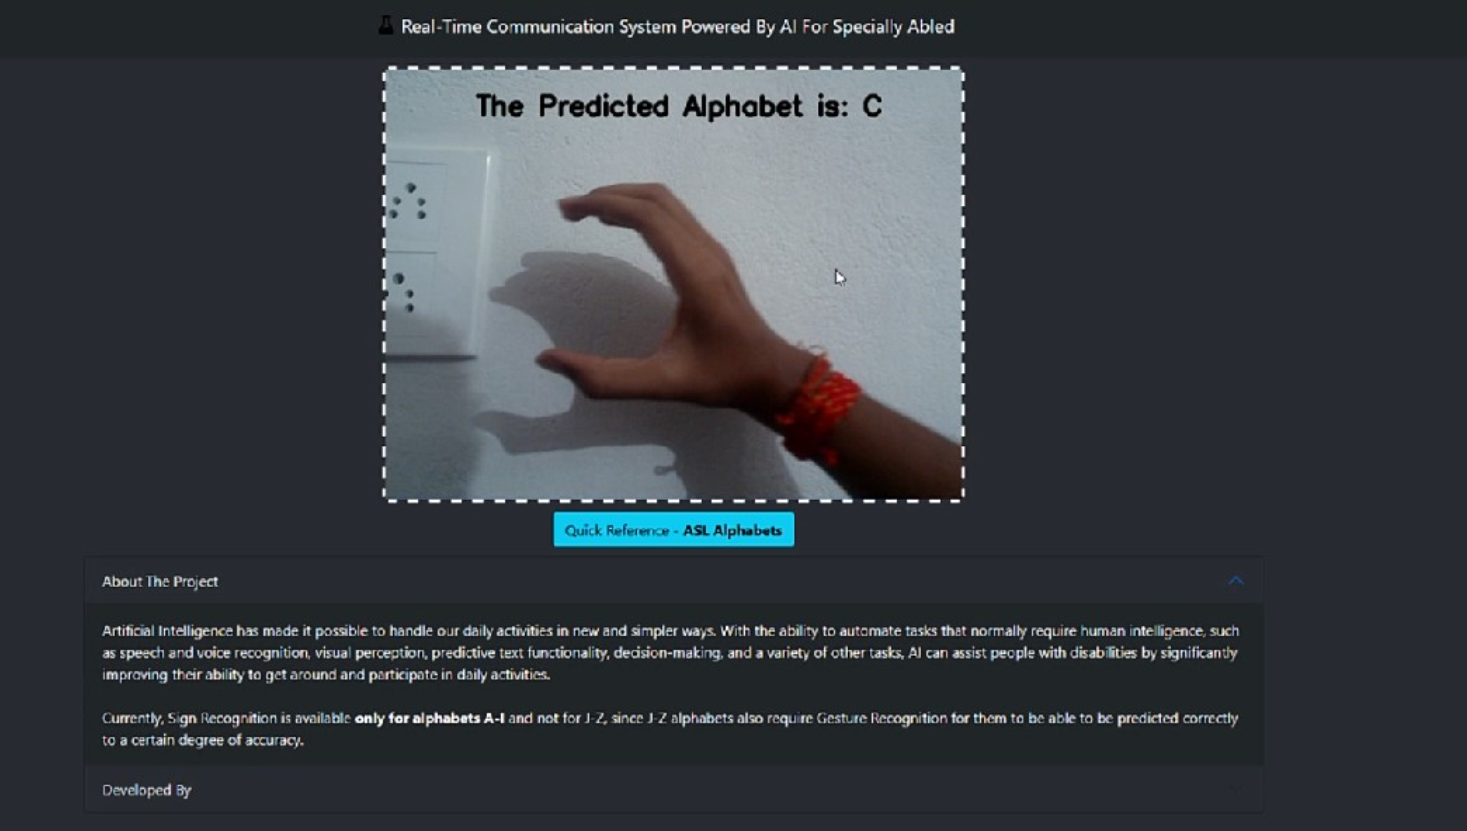 Real-Time Communication System Powered By AI For Specially Abled
The Predicted Alphabet is: C
Quick Reference - ASL Alphabets
About The Project
Artificial Intelligence has made it possible to handle our daily activities in new and simpler ways. With the ability to automate tasks that normally require human intelligence, such
as speech and voice recognition, visual perception, predictive text functionality, decision-making, and a variety of other tasks, AI can assist people with disabilities by significantly
improving their ability to get around and participate in daily activities.
Currently, Sign Recognition is available only for alphabets A-I and not for J-Z, since J-Z alphabets also require Gesture Recognition for them to be able to be predicted correctly
to a certain degree of accuracy.
Developed By